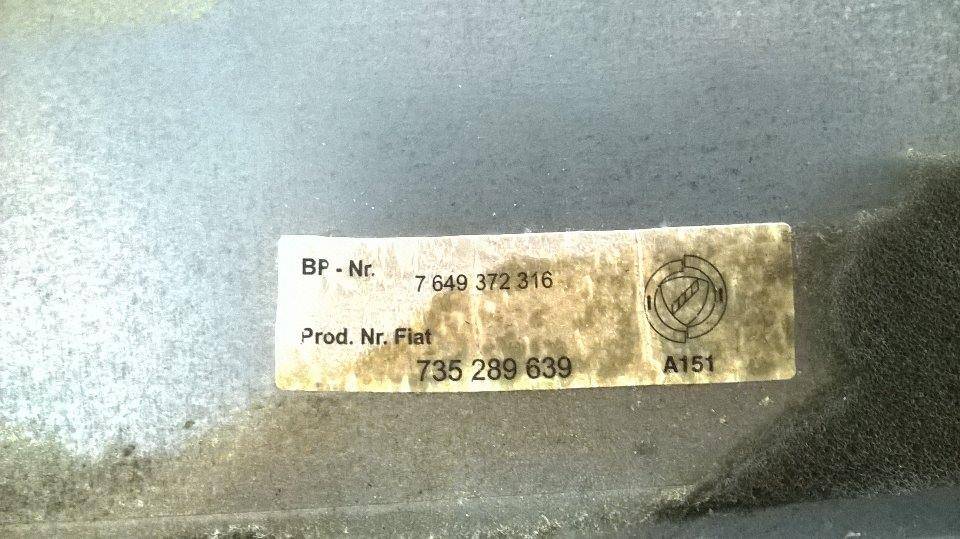 BP - Nr. 7 649 372 316
Prod. Nr. Fiat
735 289 639
A151